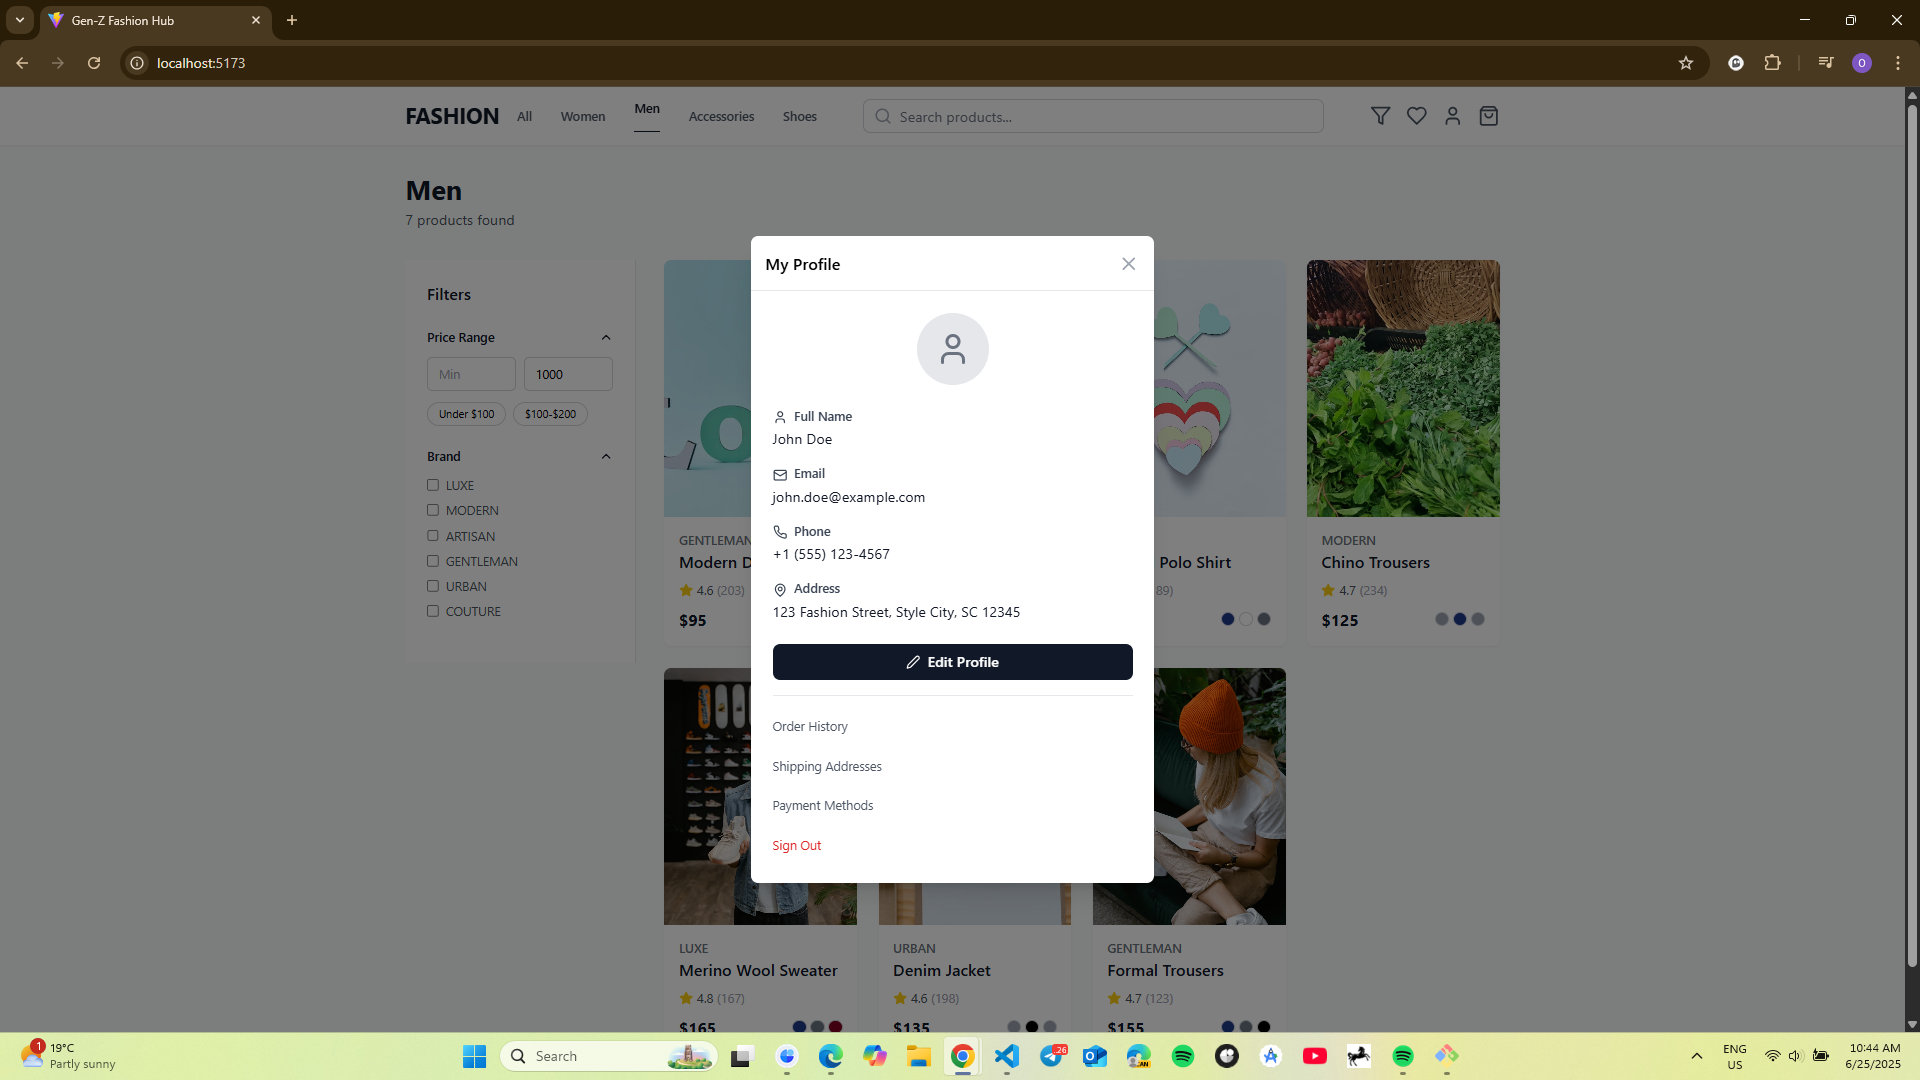 Gen-Z Fashion Hub
localhost:5173
O
FASHION
All
Women
Men
Accessories
Shoes
Search products...
Men
7 products found
Filters
Price Range
Min
1000
Under $100
$100-$200
Brand
LUXE
MODERN
ARTISAN
GENTLEMAN
URBAN
COUTURE
My Profile
Full Name
John Doe
Email
john.doe@example.com
Phone
+1 (555) 123-4567
Address
123 Fashion Street, Style City, SC 12345
Edit Profile
Order History
Shipping Addresses
Payment Methods
Sign Out
GENTLEMAN
Modern D
4.6 (203)
$95
Polo Shirt
89)
MODERN
Chino Trousers
4.7 (234)
$125
LUXE
Merino Wool Sweater
4.8 (167)
$165
URBAN
Denim Jacket
4.6 (198)
$135
GENTLEMAN
Formal Trousers
4.7 (123)
$155
1
19°C
Partly sunny
Search
26
CAN
ENG
US
10:44 AM
6/25/2025